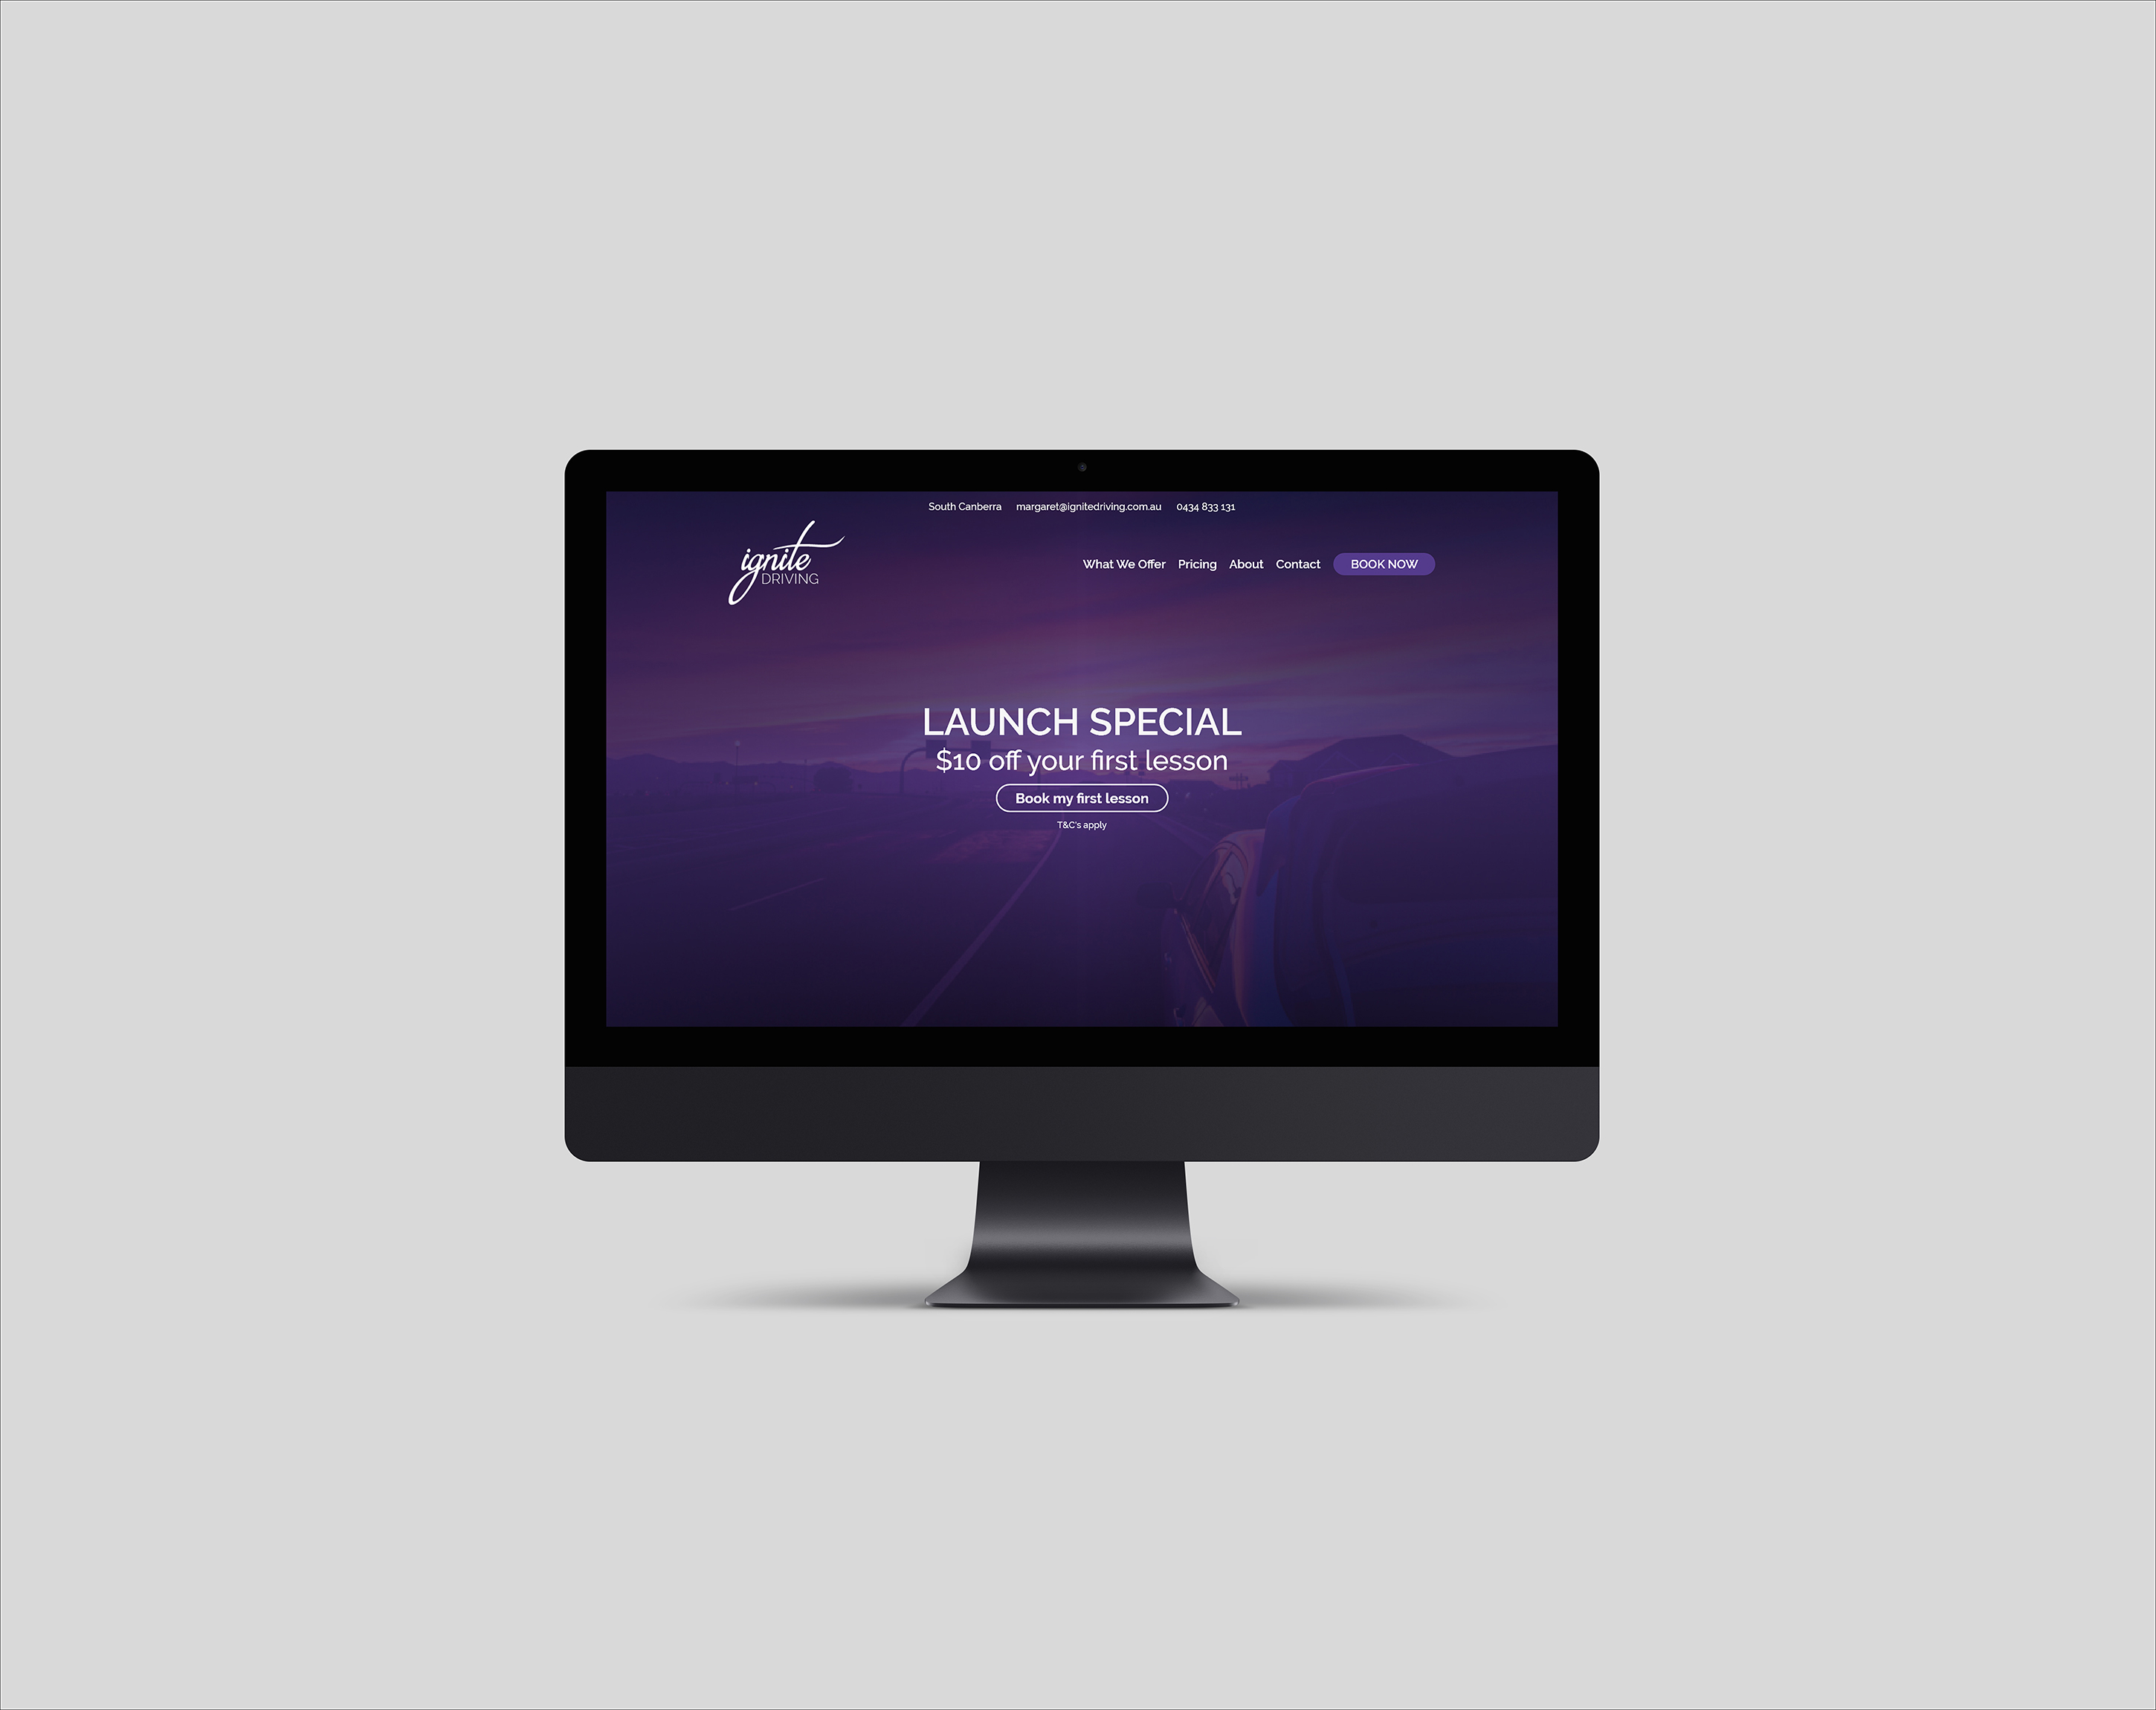 South Canberra margaret@ignitedriving.com.au 0434 833 131
ignite
DRIVING
What We Offer Pricing About Contact BOOK NOW
LAUNCH SPECIAL
$10 off your first lesson
Book my first lesson
T&C's apply